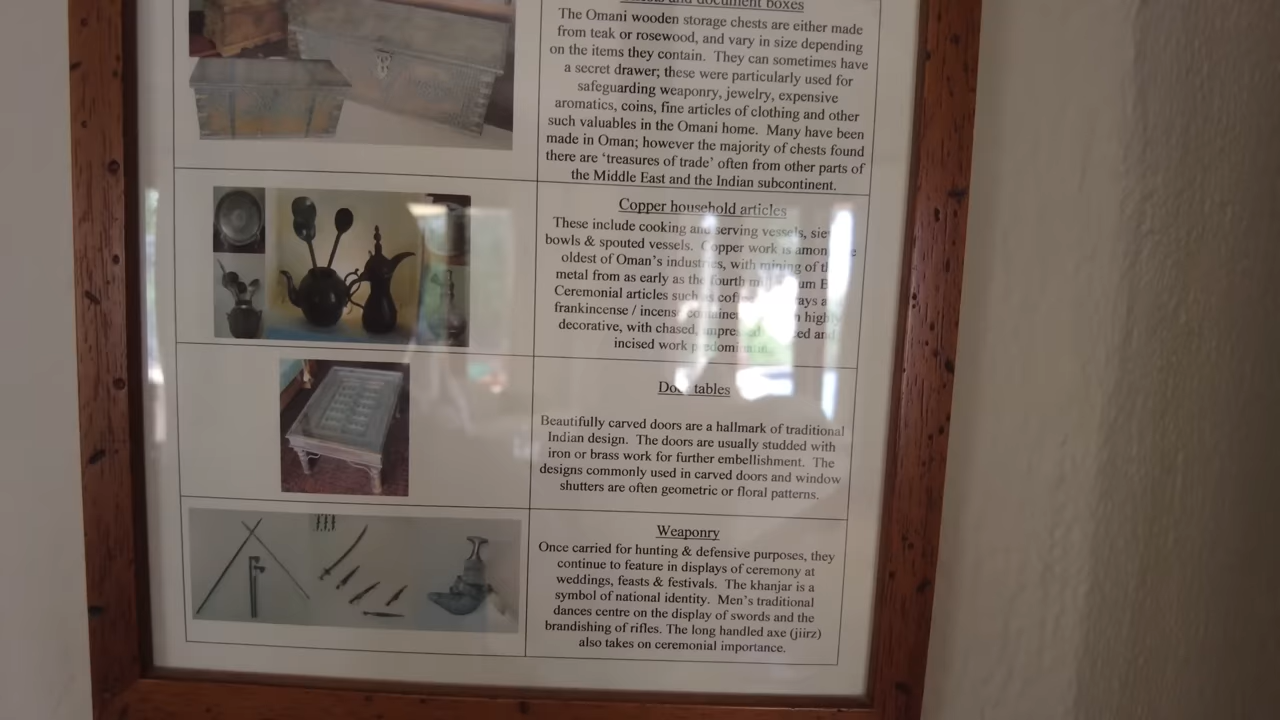 and document boxes
The Omani wooden storage chests are either made
from teak or rosewood, and vary in size depending
on the items they contain. They can sometimes have
a secret drawer; these were particularly used for
safeguarding weaponry, jewelry, expensive
aromatics, coins, fine articles of clothing and other
such valuables in the Omani home. Many have been
made in Oman; however the majority of chests found
there are ‘treasures of trade’ often from other parts of
the Middle East and the Indian subcontinent.
Copper household articles
These include cooking and serving vessels,
bowls & spouted vessels. Copper work is
oldest of Oman’s industries, with mining of
metal from as early as the fourth
Ceremonial articles such as
frankincense /
decorative, with chased, and
incised work
tables
Beautifully carved doors are a hallmark of traditional
Indian design. The doors are usually studded with
iron or brass work for further embellishment. The
designs commonly used in carved doors and window
shutters are often geometric or floral patterns.
Weaponry
Once carried for hunting & defensive purposes, they
continue to feature in displays of ceremony at
weddings, feasts & festivals. The khanjar is a
symbol of national identity. Men’s traditional
dances centre on the display of swords and the
brandishing of rifles. The long handled axe (jiirz)
also takes on ceremonial importance.